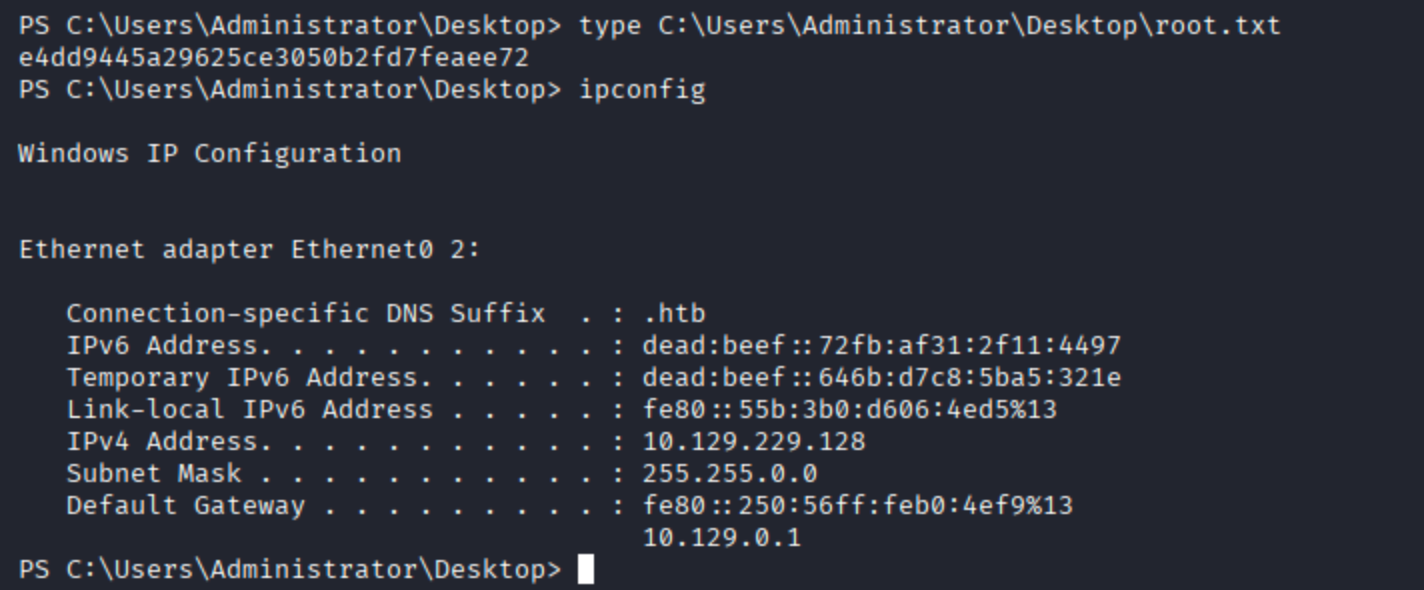 PS C:\Users\Administrator\Desktop> type C:\Users\Administrator\Desktop\root.txt
e4dd9445a29625ce3050b2fd7feaee72
PS C:\Users\Administrator\Desktop> ipconfig
Windows IP Configuration
Ethernet adapter Ethernet0 2:
Connection-specific DNS Suffix  . : .htb
IPv6 Address. . . . . . . . . . . : dead:beef::72fb:af31:2f11:4497
Temporary IPv6 Address. . . . . . : dead:beef::646b:d7c8:5ba5:321e
Link-local IPv6 Address . . . . . : fe80::55b:3b0:d606:4ed5%13
IPv4 Address. . . . . . . . . . . : 10.129.229.128
Subnet Mask . . . . . . . . . . . : 255.255.0.0
Default Gateway . . . . . . . . . : fe80::250:56ff:feb0:4ef9%13
10.129.0.1
PS C:\Users\Administrator\Desktop>